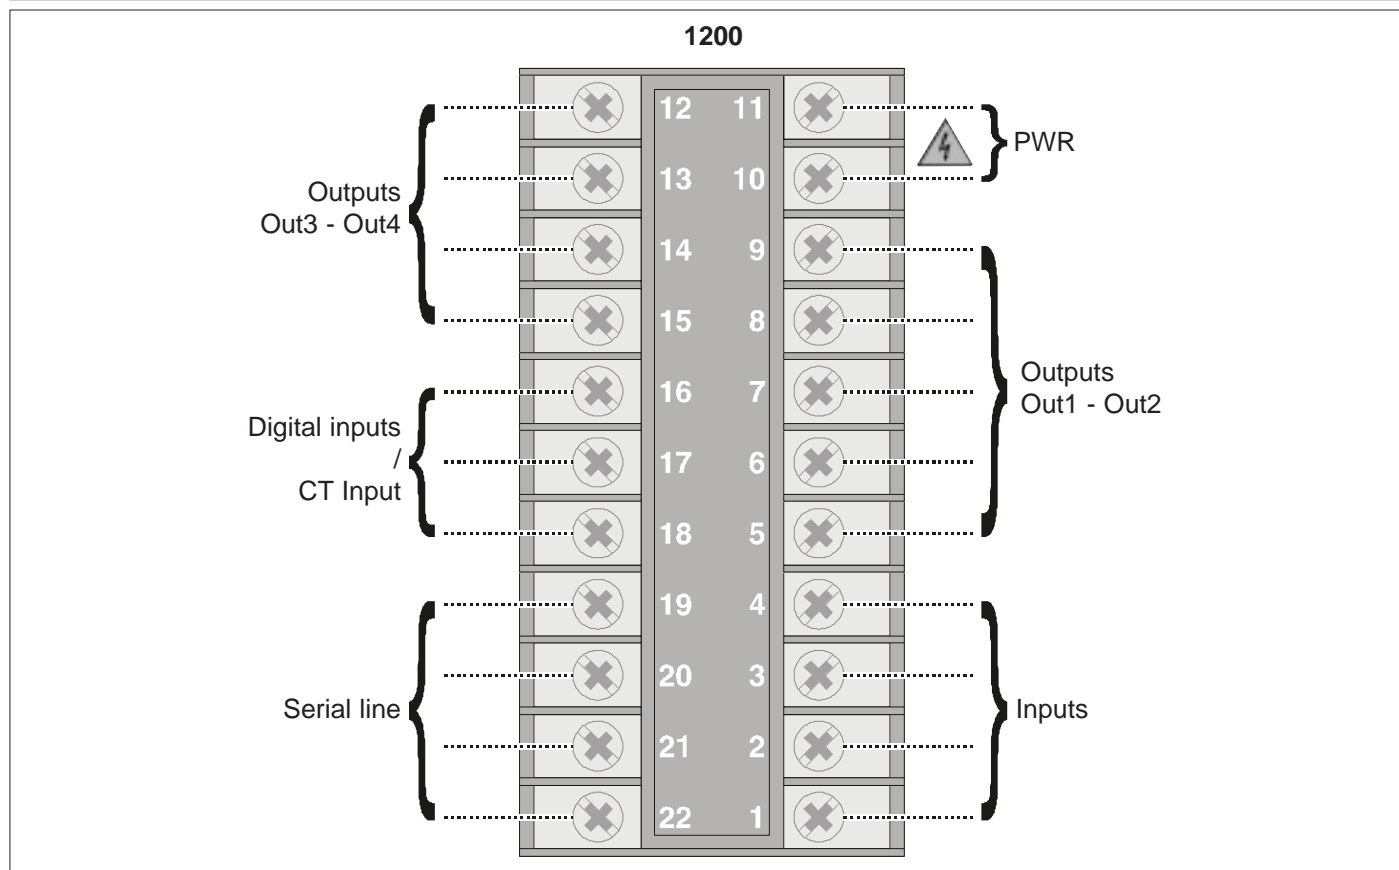 1200
12 11
PWR
13 10
Outputs
Out3 - Out4
14 9
15 8
16 7
Outputs
Out1 - Out2
Digital inputs
/
CT Input
17 6
18 5
19 4
20 3
Serial line
Inputs
21 2
22 1